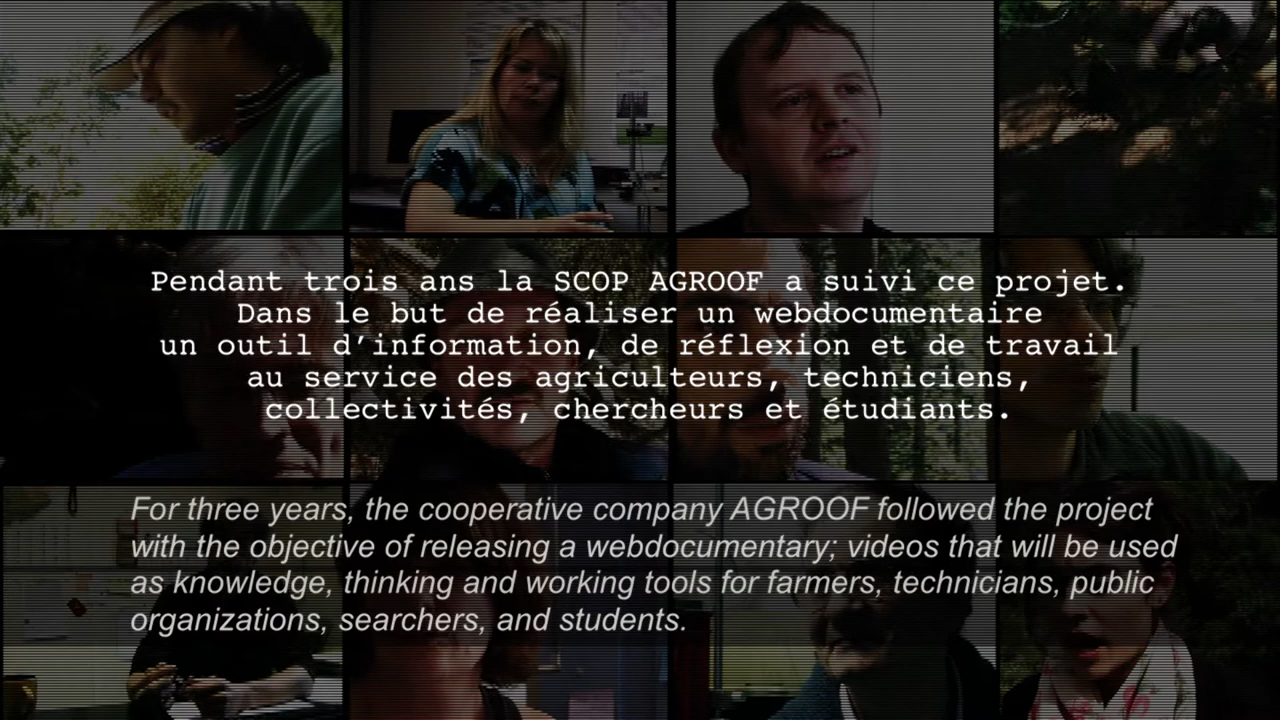 Pendant trois ans la SCOP AGROOF a suivi ce projet.
Dans le but de réaliser un webdocumentaire
un outil d’information, de réflexion et de travail
au service des agriculteurs, techniciens,
collectivités, chercheurs et étudiants.
For three years, the cooperative company AGROOF followed the project
with the objective of releasing a webdocumentary; videos that will be used
as knowledge, thinking and working tools for farmers, technicians, public
organizations, searchers, and students.